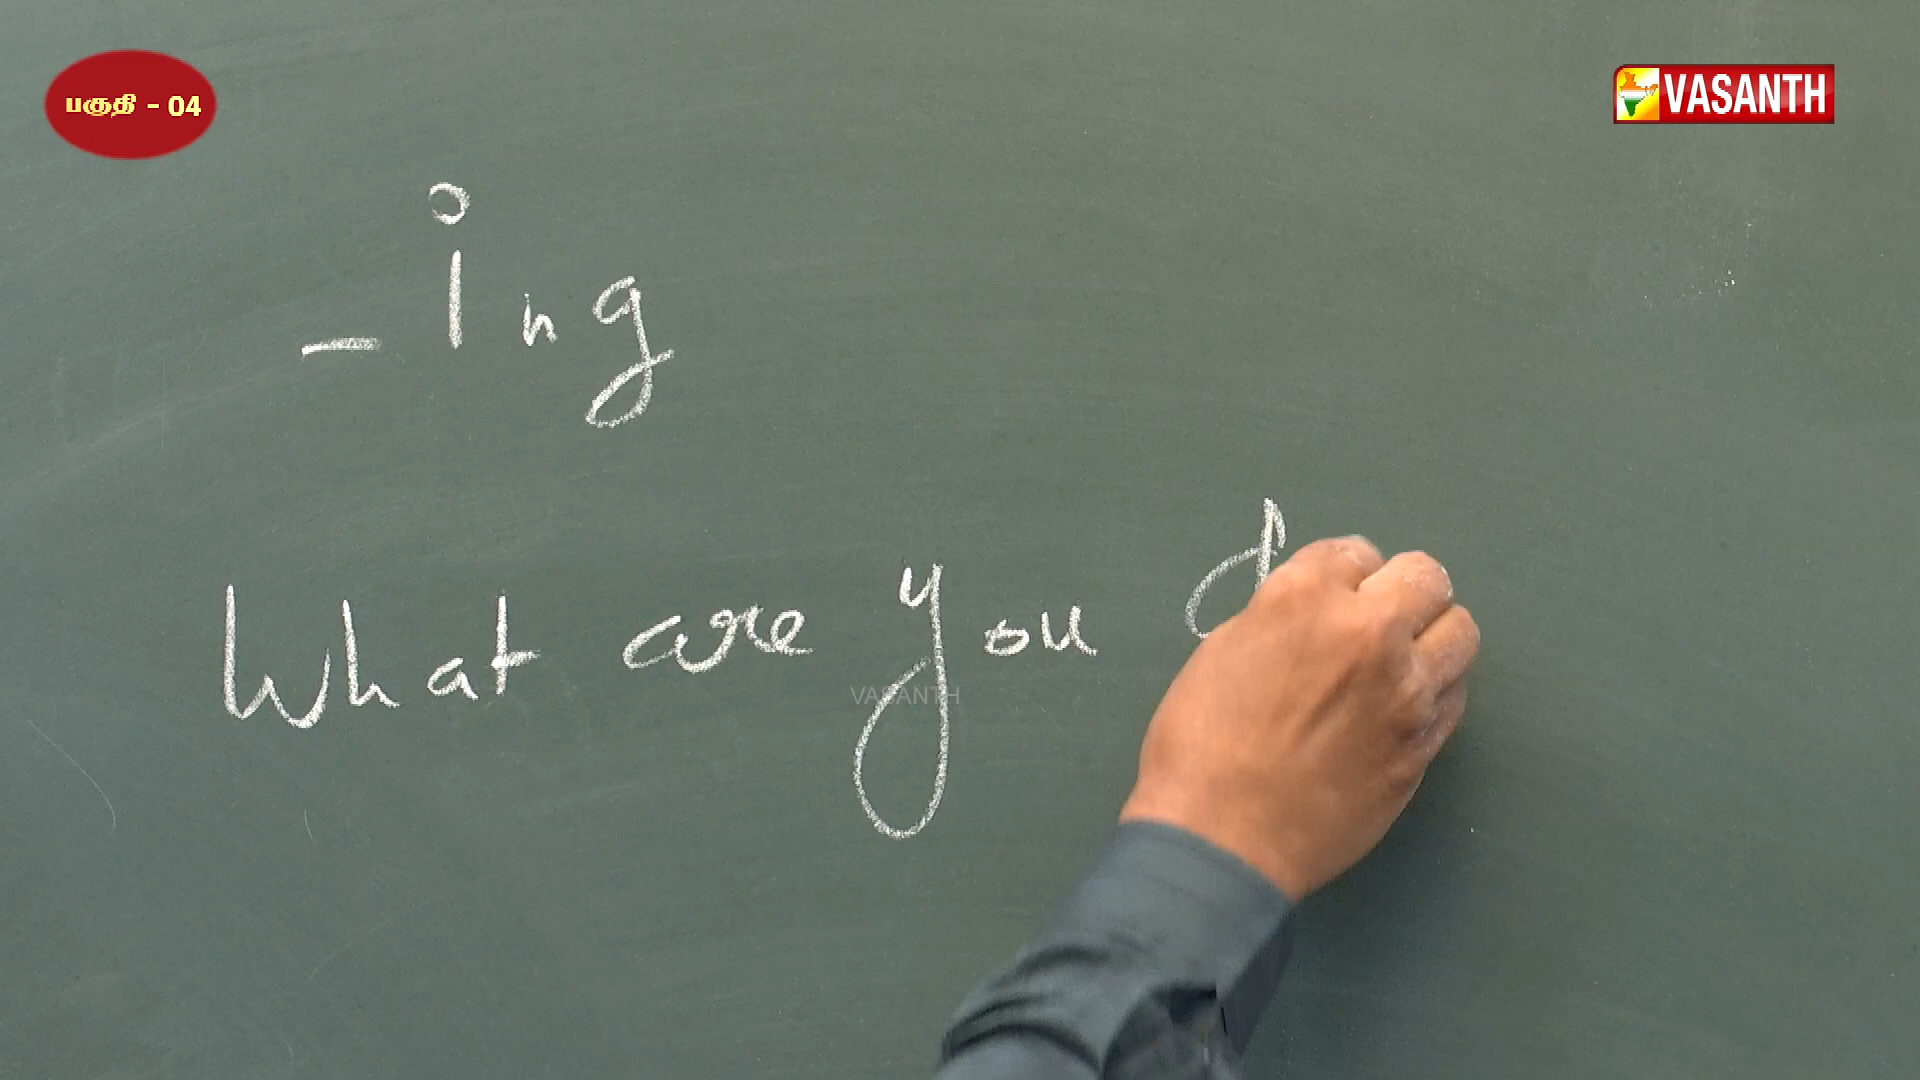 பகுதி - 04
VASANTH
-ing
What are you d
VASANTH